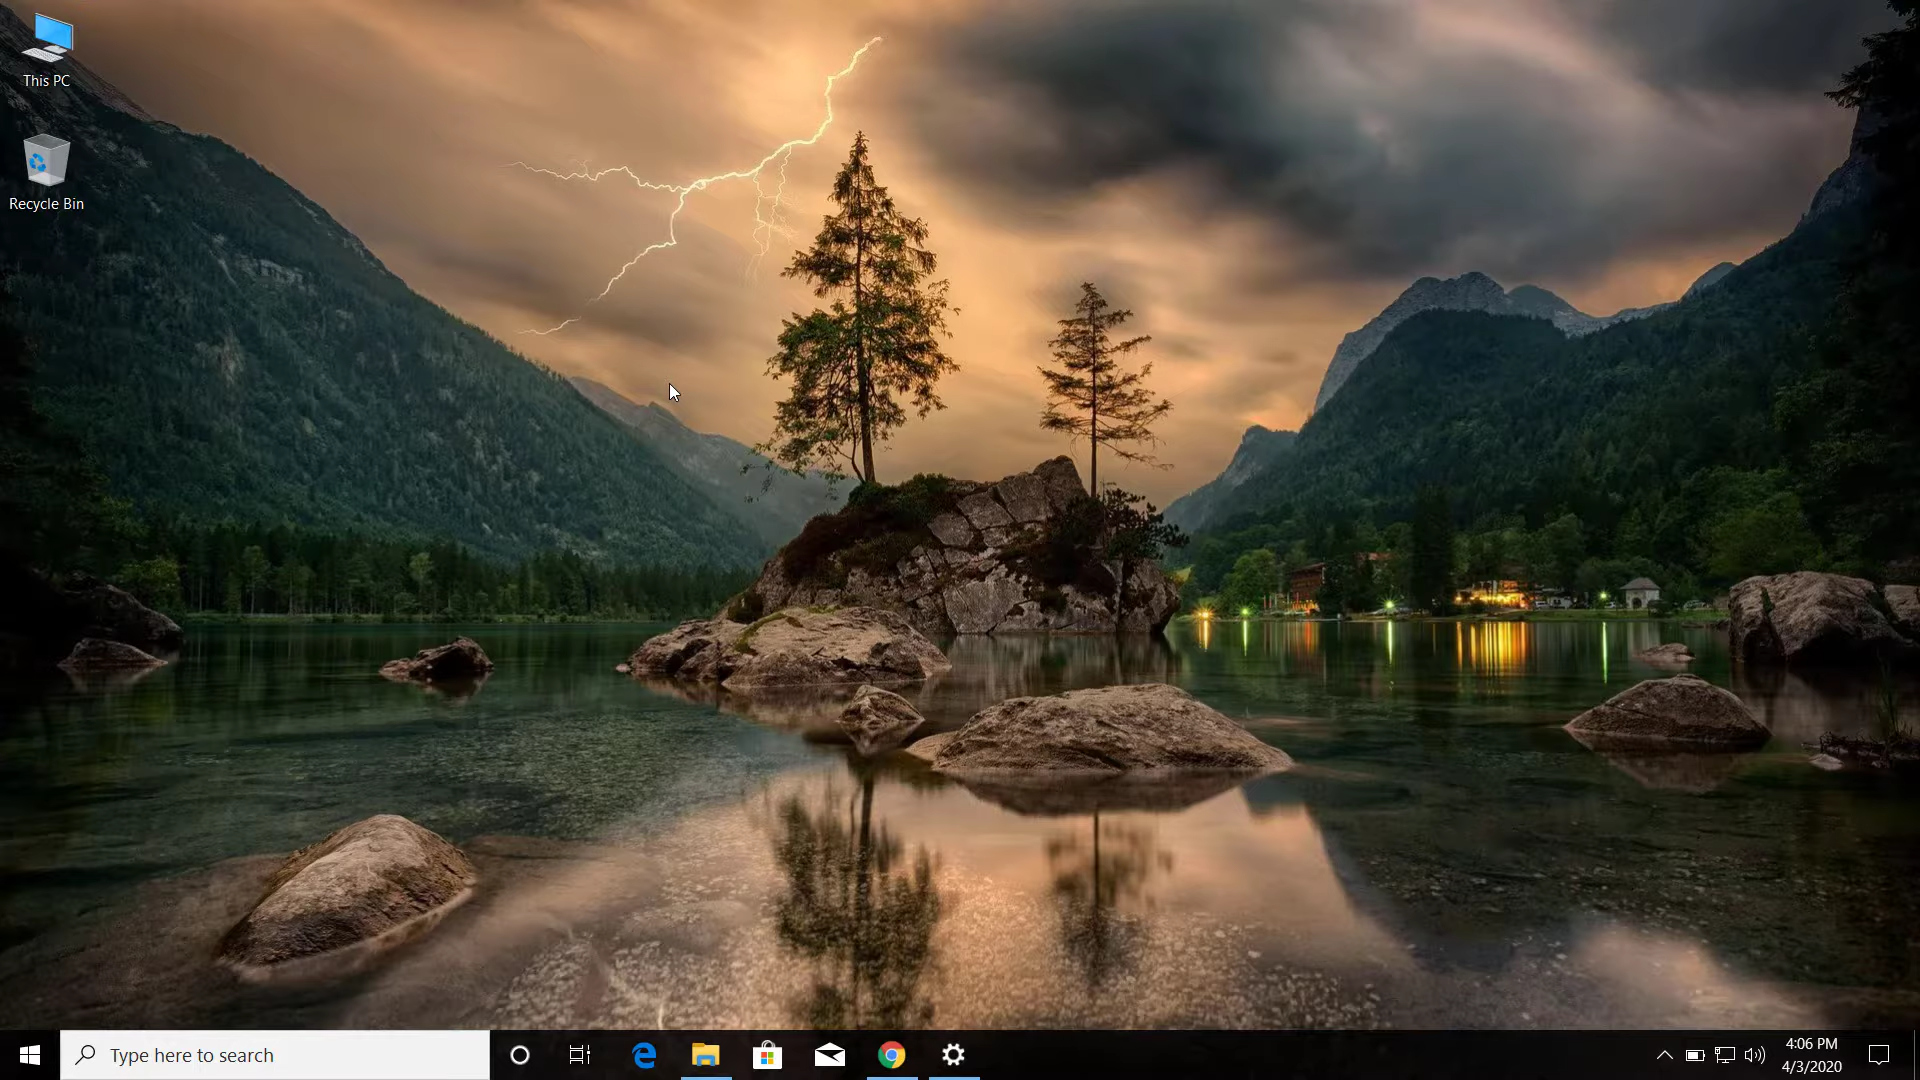 This PC
Recycle Bin
Type here to search
4:06 PM
4/3/2020